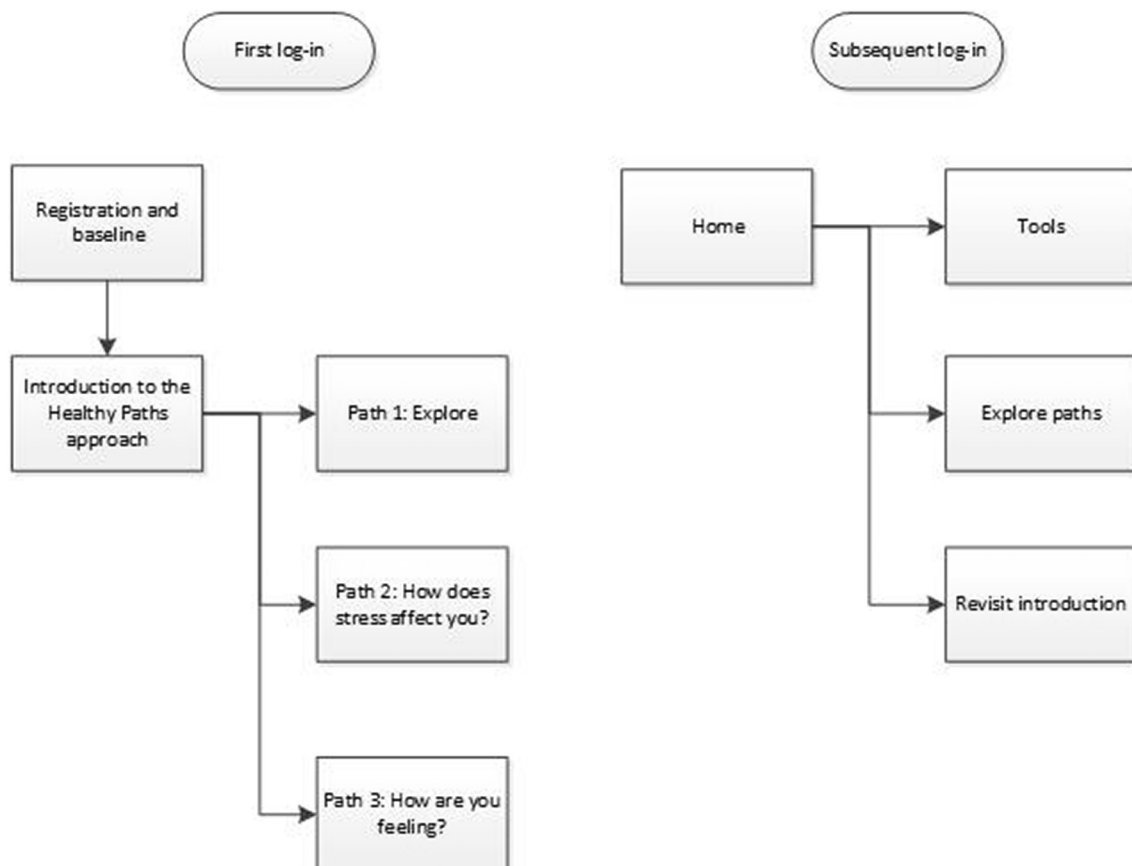 First log-in
Subsequent log-in
Registration and
baseline
Home
Tools
Introduction to the
Healthy Paths
approach
Path 1: Explore
Explore paths
Path 2: How does
stress affect you?
Revisit introduction
Path 3: How are you
feeling?